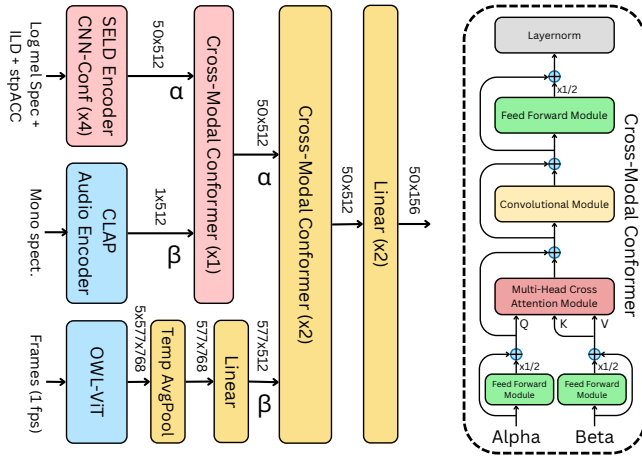 Log mel Spec +
ILD + stpACC
SELD Encoder
CNN-Conf (x4)
50x512
α
Mono spect.
CLAP
Audio Encoder
1x512
β
Cross-Modal Conformer
(x1)
50x512
α
Frames (1 fps)
OWL-ViT
5x577x768
Temp AvgPool
577x768
Linear
577x512
β
Cross-Modal Conformer
(x2)
50x512
Linear (x2)
50x156
Cross-Modal Conformer
Layernorm
x1/2
Feed Forward Module
Convolutional Module
Multi-Head Cross
Attention Module
Q
K
V
x1/2
x1/2
Feed Forward
Module
Feed Forward
Module
Alpha
Beta